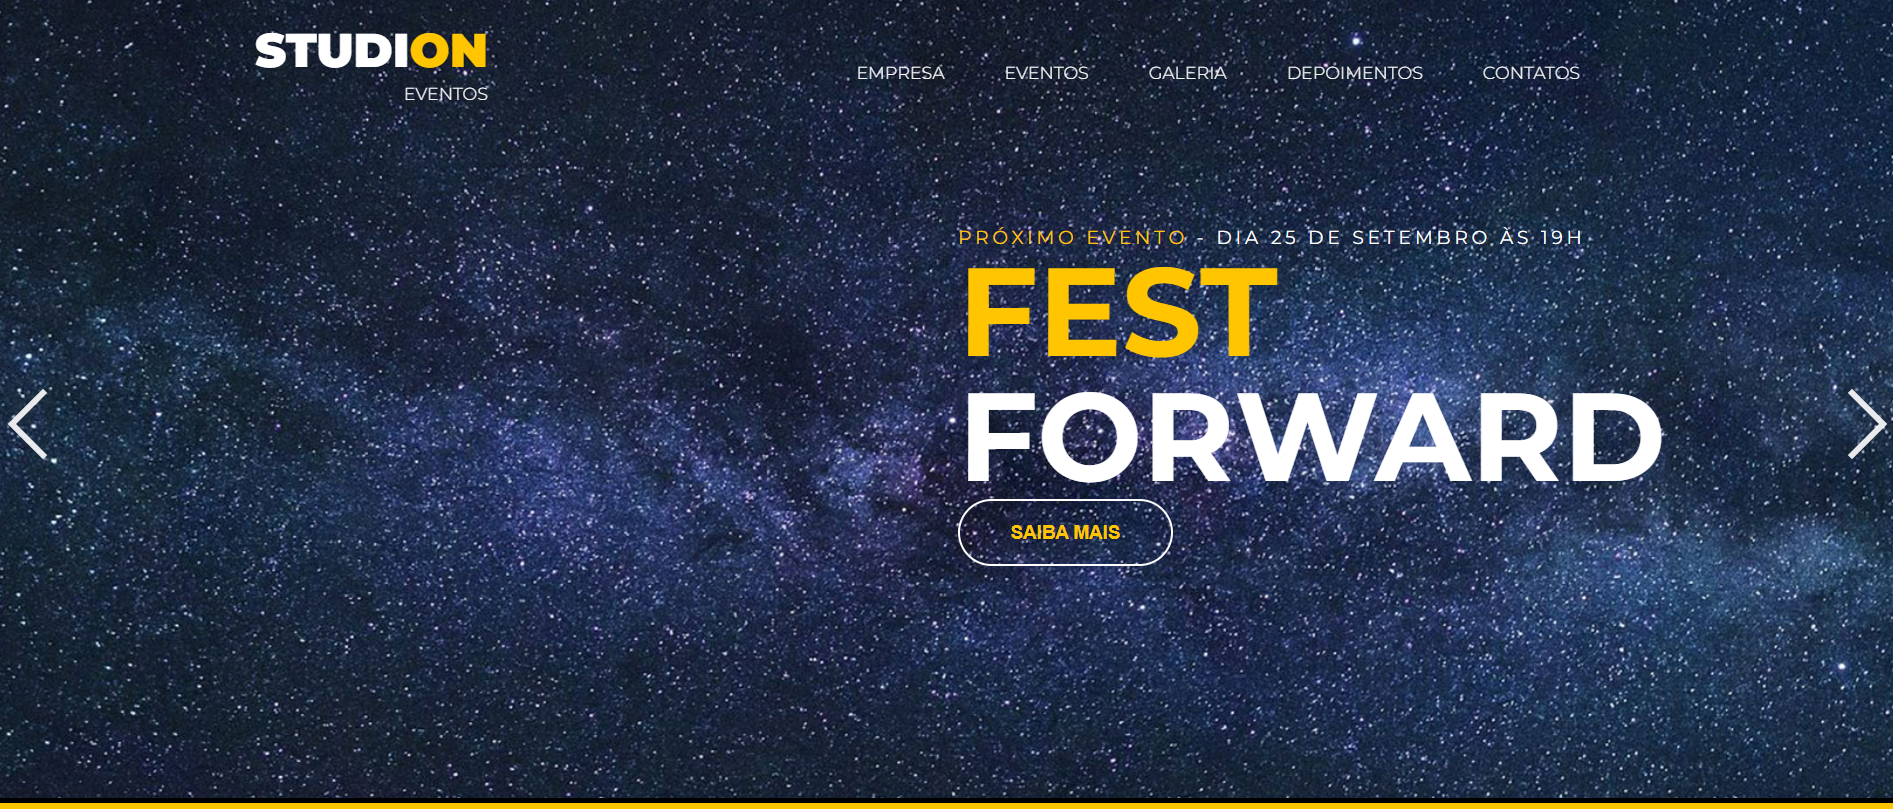 STUDION
EVENTOS
EMPRESA EVENTOS GALERIA DEPOIMENTOS CONTATOS
PRÓXIMO EVENTO - DIA 25 DE SETEMBRO ÀS 19H
FEST
FORWARD
SAIBA MAIS